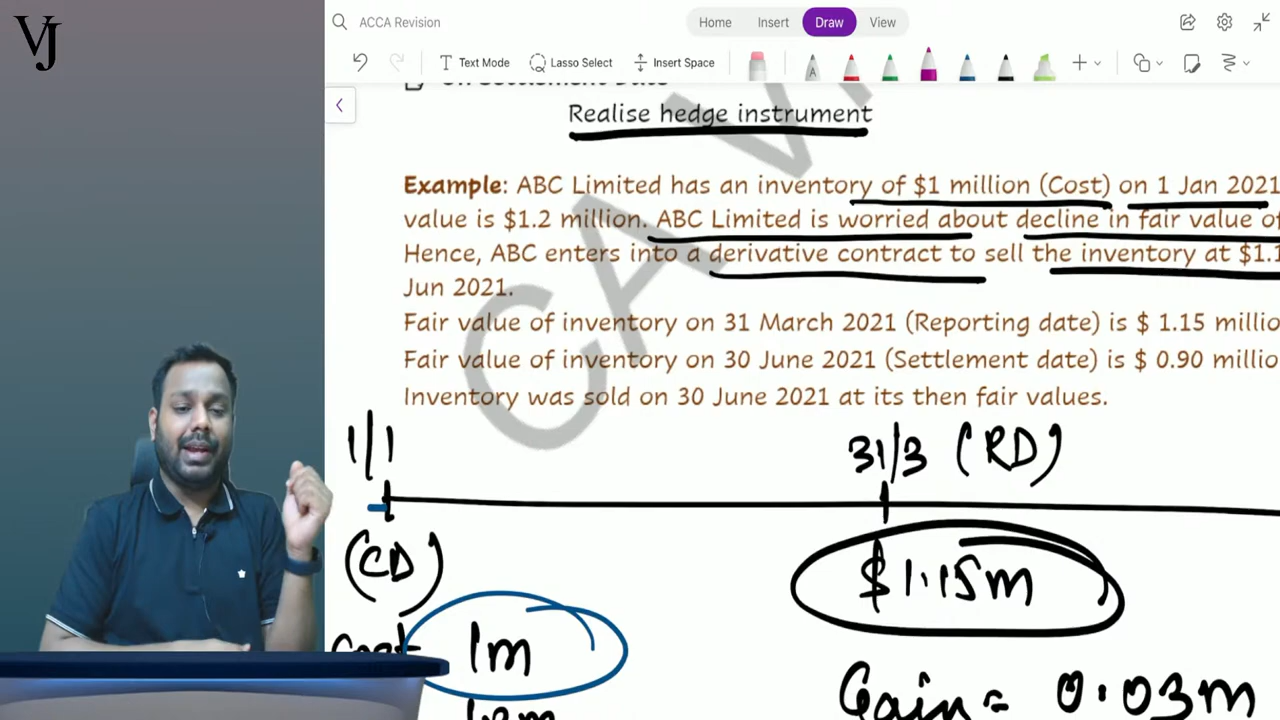 VJ
ACCA Revision
Home Insert Draw View
Text Mode Lasso Select Insert Space
Realise hedge instrument
Example: ABC Limited has an inventory of $1 million (Cost) on 1 Jan 2021
value is $1.2 million. ABC Limited is worried about decline in fair value of
Hence, ABC enters into a derivative contract to sell the inventory at $1.1
Jun 2021.
Fair value of inventory on 31 March 2021 (Reporting date) is $ 1.15 millio
Fair value of inventory on 30 June 2021 (Settlement date) is $ 0.90 millio
Inventory was sold on 30 June 2021 at its then fair values.
1/1 31/3 (RD)
(CD) $1.15m
Cost 1m
Gain = 0.03m
CA V